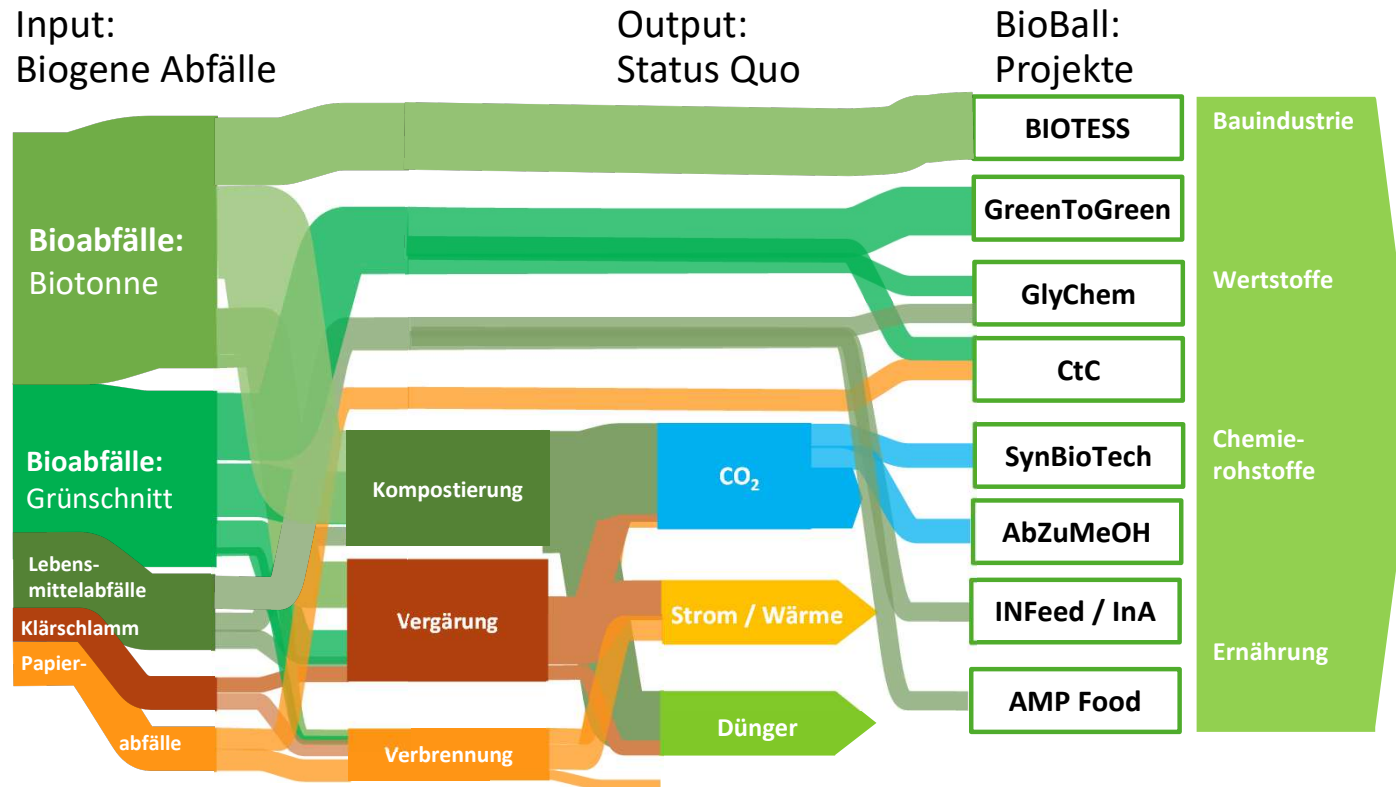 Input:
Biogene Abfälle
Output:
Status Quo
BioBall:
Projekte
Bioabfälle:
Biotonne
Bioabfälle:
Grünschnitt
Lebens-
mittelabfälle
Klärschlamm
Papier-
abfälle
Kompostierung
Vergärung
Verbrennung
CO₂
Strom / Wärme
Dünger
BIOTESS
GreenToGreen
GlyChem
CtC
SynBioTech
AbZuMeOH
INFeed / InA
AMP Food
Bauindustrie
Wertstoffe
Chemie-
rohstoffe
Ernährung